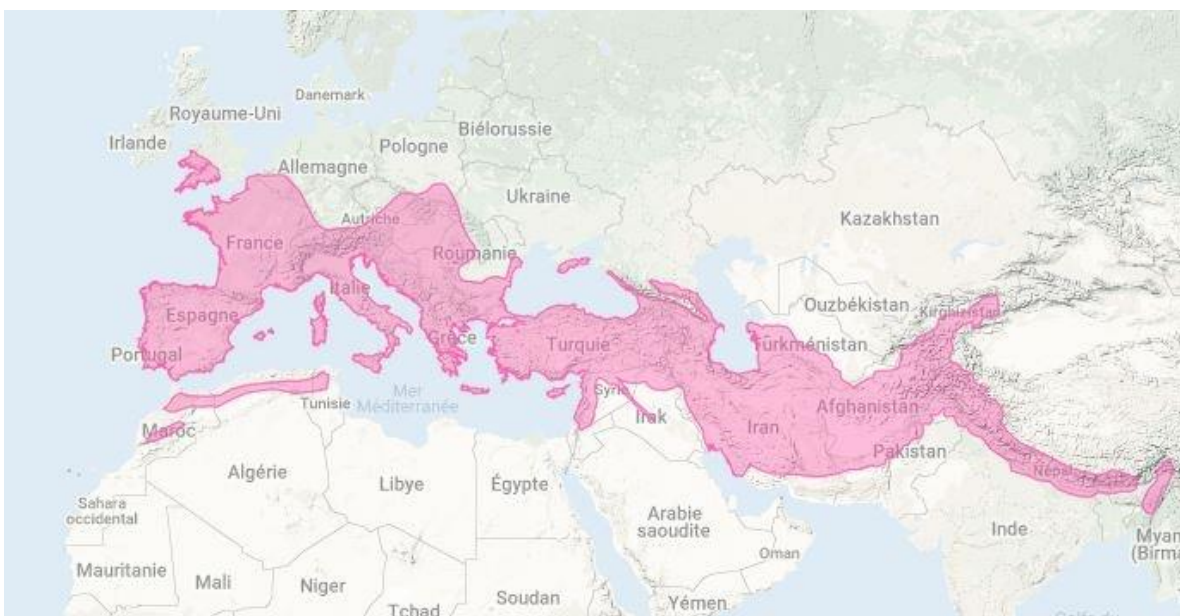 Danemark
Royaume-Uni
Irlande
Biélorussie
Pologne
Allemagne
Ukraine
Autriche
Kazakhstan
France
Roumanie
Italie
Ouzbékistan
Kirghizistan
Espagne
Turquie
Grèce
Turkménistan
Portugal
Mer
Méditerranée
Syrie
Tunisie
Afghanistan
Irak
Iran
Maroc
Pakistan
Algérie
Libye
Égypte
Népal
Sahara
occidental
Arabie
saoudite
Inde
Myan
(Birma
Oman
Mauritanie
Mali
Niger
Soudan
Tchad
Yémen